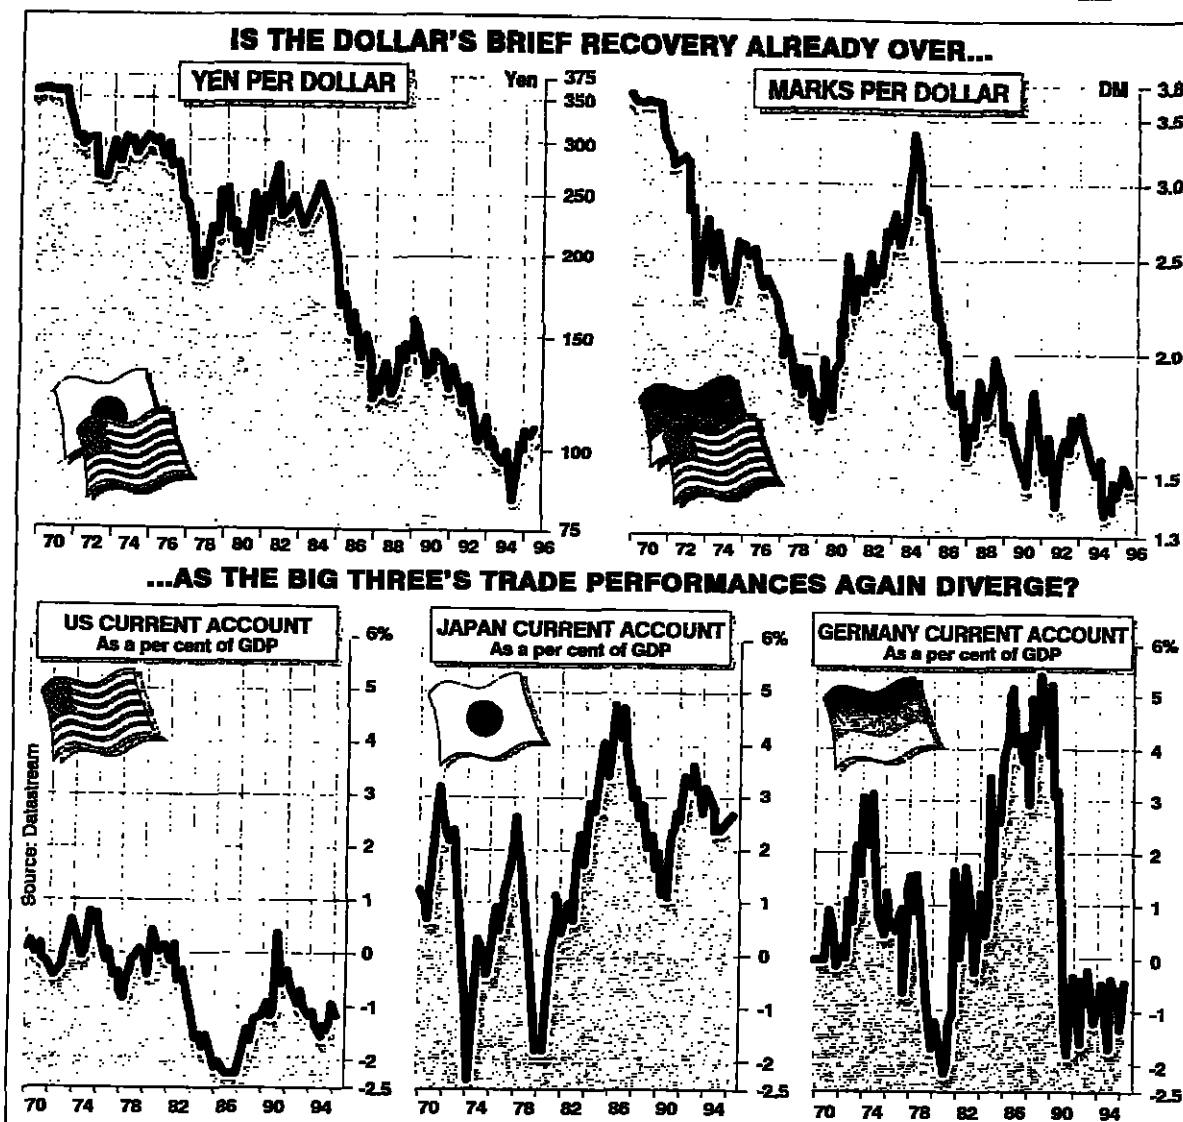 IS THE DOLLAR'S BRIEF RECOVERY ALREADY OVER...
YEN PER DOLLAR
Yen
375
350
300
250
200
150
100
75
70 72 74 76 78 80 82 84 86 88 90 92 94 96
MARKS PER DOLLAR
DM
3.8
3.5
3.0
2.5
2.0
1.5
1.3
70 72 74 76 78 80 82 84 86 88 90 92 94 96
...AS THE BIG THREE'S TRADE PERFORMANCES AGAIN DIVERGE?
US CURRENT ACCOUNT
As a per cent of GDP
6%
5
4
3
2
1
0
-1
-2
-2.5
70 74 78 82 86 90 94
Source: Datastream
JAPAN CURRENT ACCOUNT
As a per cent of GDP
6%
5
4
3
2
1
0
-1
-2
-2.5
70 74 78 82 86 90 94
GERMANY CURRENT ACCOUNT
As a per cent of GDP
6%
5
4
3
2
1
0
-1
-2
-2.5
70 74 78 82 86 90 94